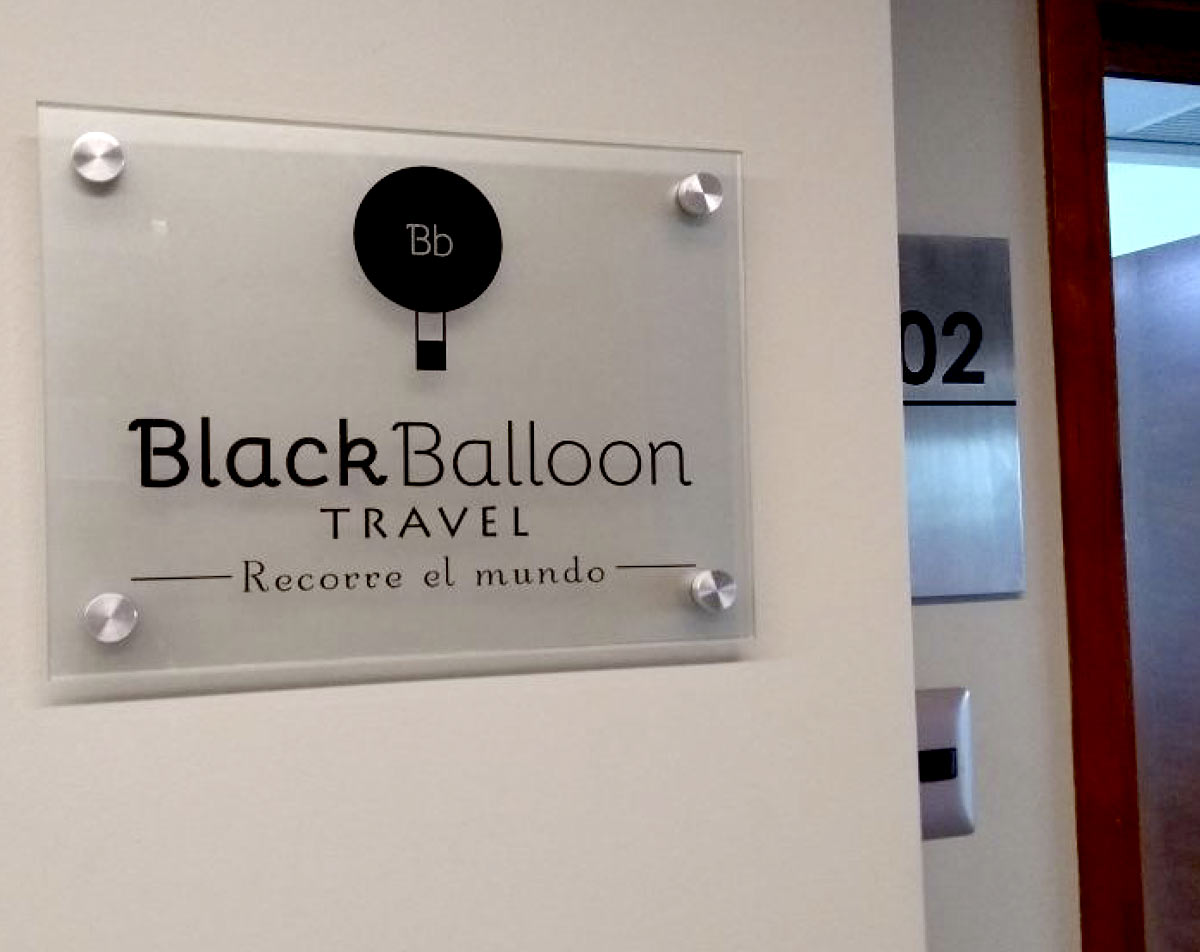 Bb
BlackBalloon
TRAVEL
Recorre el mundo
02